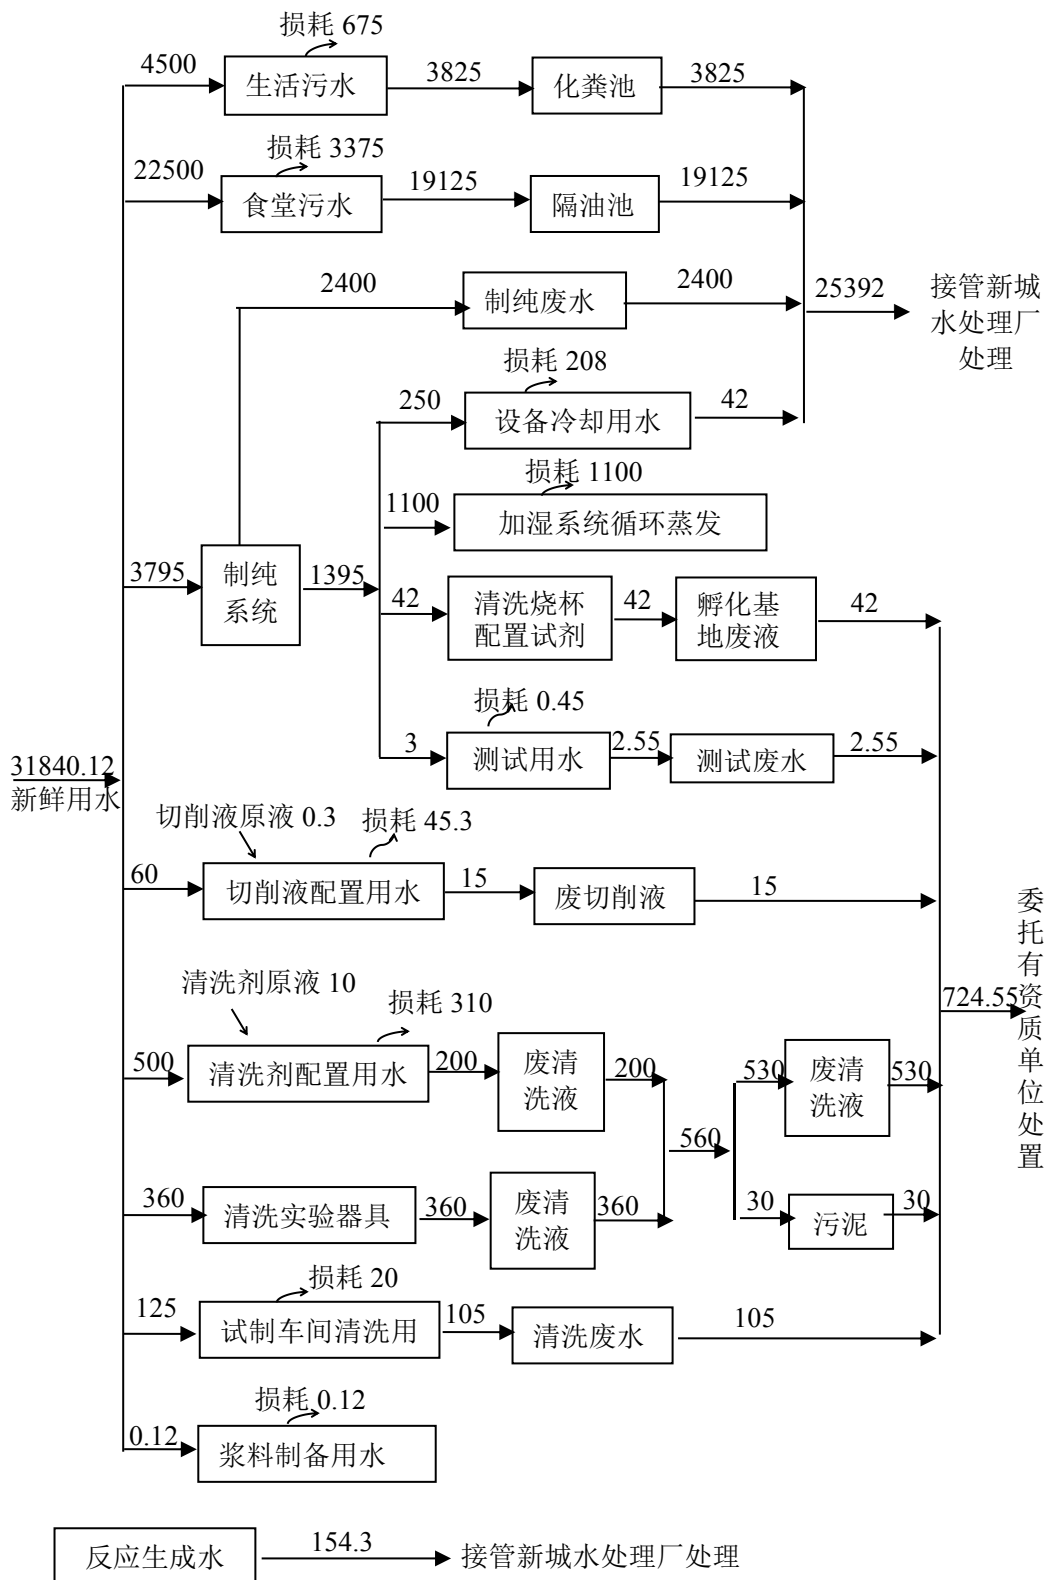 损耗 675
4500
生活污水
3825
化粪池
3825
损耗 3375
22500
食堂污水
19125
隔油池
19125
2400
制纯废水
2400
25392
接管新城
水处理厂
处理
损耗 208
250
设备冷却用水
42
损耗 1100
1100
加湿系统循环蒸发
3795
制纯
系统
1395
42
清洗烧杯
配置试剂
42
孵化基
地废液
42
损耗 0.45
3
测试用水
2.55
测试废水
2.55
31840.12
新鲜用水
切削液原液 0.3
损耗 45.3
60
切削液配置用水
15
废切削液
15
委托有资质单位处置
724.55
清洗剂原液 10
损耗 310
500
清洗剂配置用水
200
废清
洗液
200
560
530
废清
洗液
530
360
清洗实验器具
360
废清
洗液
360
30
污泥
30
损耗 20
125
试制车间清洗用
105
清洗废水
105
损耗 0.12
0.12
浆料制备用水
反应生成水
154.3
接管新城水处理厂处理